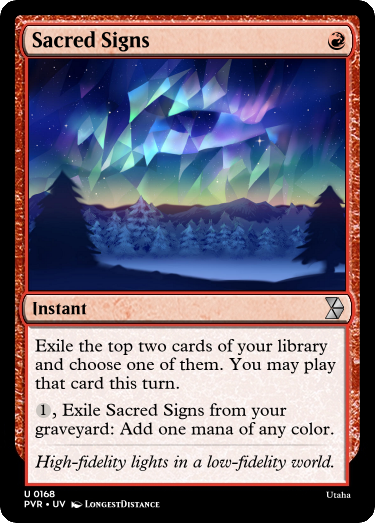 Sacred Signs
Instant
Exile the top two cards of your library
and choose one of them. You may play
that card this turn.
1, Exile Sacred Signs from your
graveyard: Add one mana of any color.
High-fidelity lights in a low-fidelity world.
U 0168
PVR • UV LongestDistance
Utaha